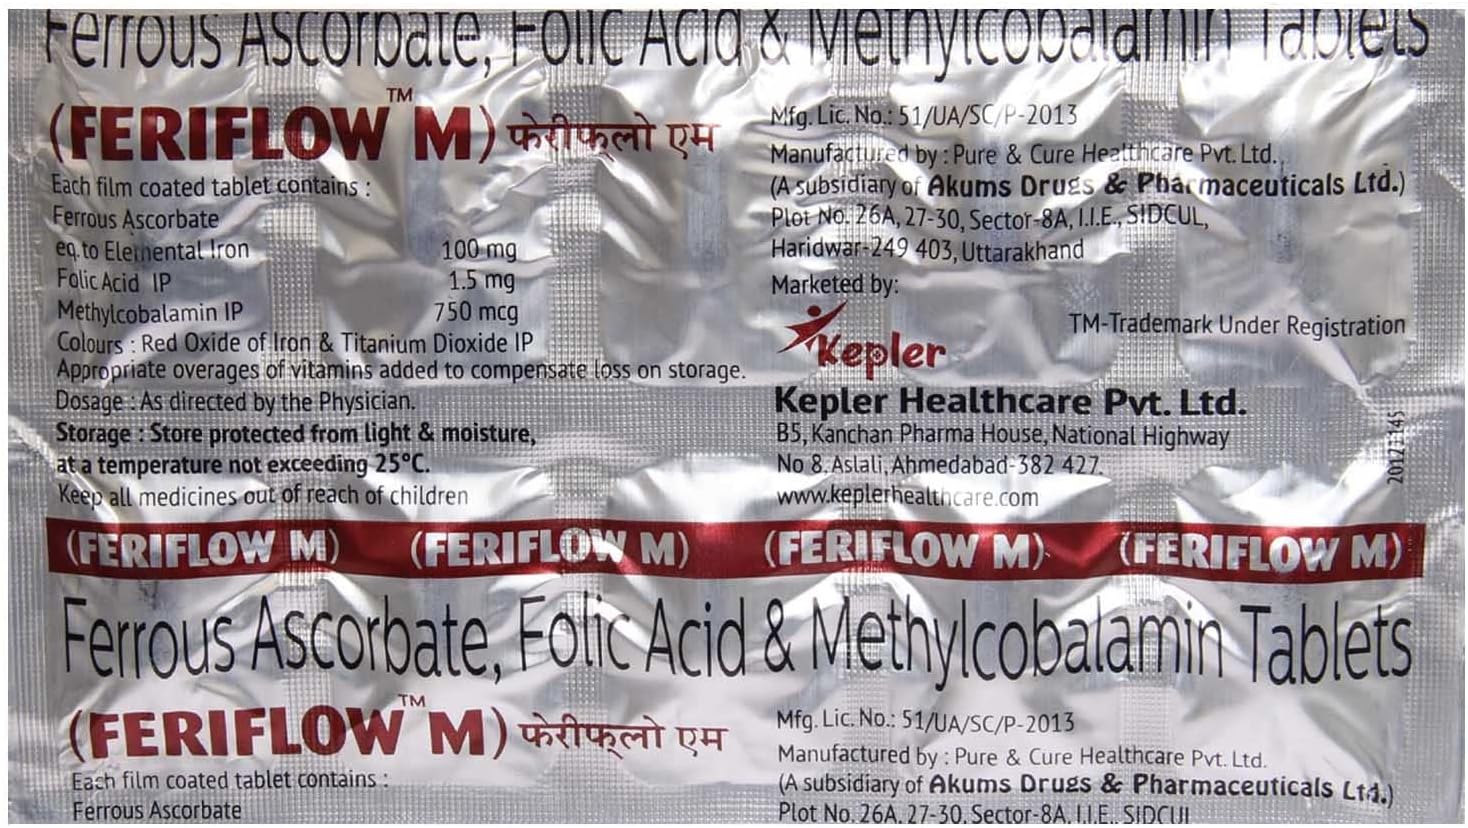 Ferrous Ascorbate, Folic Acid & Methylcobalamin Tablets
(FERIFLOW™ M) फेरीफ्लो एम
Each film coated tablet contains :
Ferrous Ascorbate
eq. to Elemental Iron 100 mg
Folic Acid IP 1.5 mg
Methylcobalamin IP 750 mcg
Colours : Red Oxide of Iron & Titanium Dioxide IP
Appropriate overages of vitamins added to compensate loss on storage.
Dosage : As directed by the Physician.
Storage : Store protected from light & moisture,
at a temperature not exceeding 25°C.
Keep all medicines out of reach of children
Mfg. Lic. No.: 51/UA/SC/P-2013
Manufactured by : Pure & Cure Healthcare Pvt. Ltd.
(A subsidiary of Akums Drugs & Pharmaceuticals Ltd.)
Plot No. 26A, 27-30, Sector-8A, I.I.E., SIDCUL,
Haridwar-249 403, Uttarakhand
Marketed by:
Kepler
TM-Trademark Under Registration
Kepler Healthcare Pvt. Ltd.
B5, Kanchan Pharma House, National Highway
No 8, Aslali, Ahmedabad-382 427.
www.keplerhealthcare.com
(FERIFLOW M) (FERIFLOW M) (FERIFLOW M) (FERIFLOW M)
Ferrous Ascorbate, Folic Acid & Methylcobalamin Tablets
(FERIFLOW™ M) फेरीफ्लो एम
Each film coated tablet contains :
Ferrous Ascorbate
Mfg. Lic. No.: 51/UA/SC/P-2013
Manufactured by : Pure & Cure Healthcare Pvt. Ltd.
(A subsidiary of Akums Drugs & Pharmaceuticals Ltd.)
Plot No. 26A, 27-30, Sector-8A, I.I.E., SIDCUL